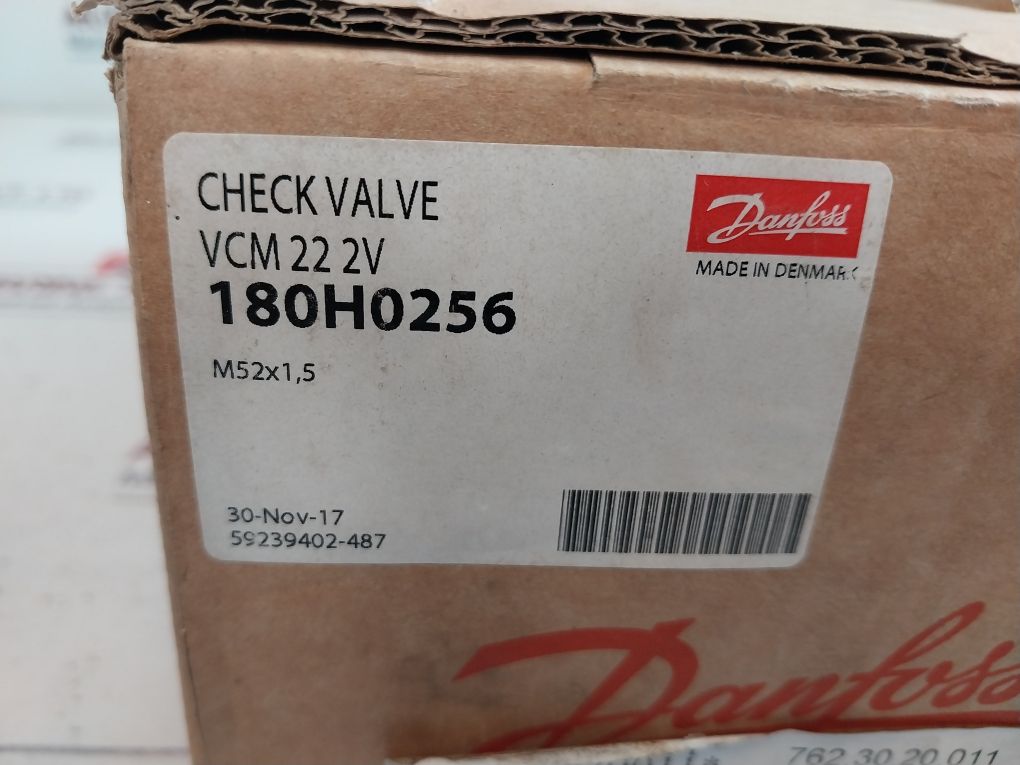 CHECK VALVE
VCM 22 2V
180H0256
M52x1,5
Danfoss
MADE IN DENMARK
30-Nov-17
59239402-487
Danfoss
762 30 20 011